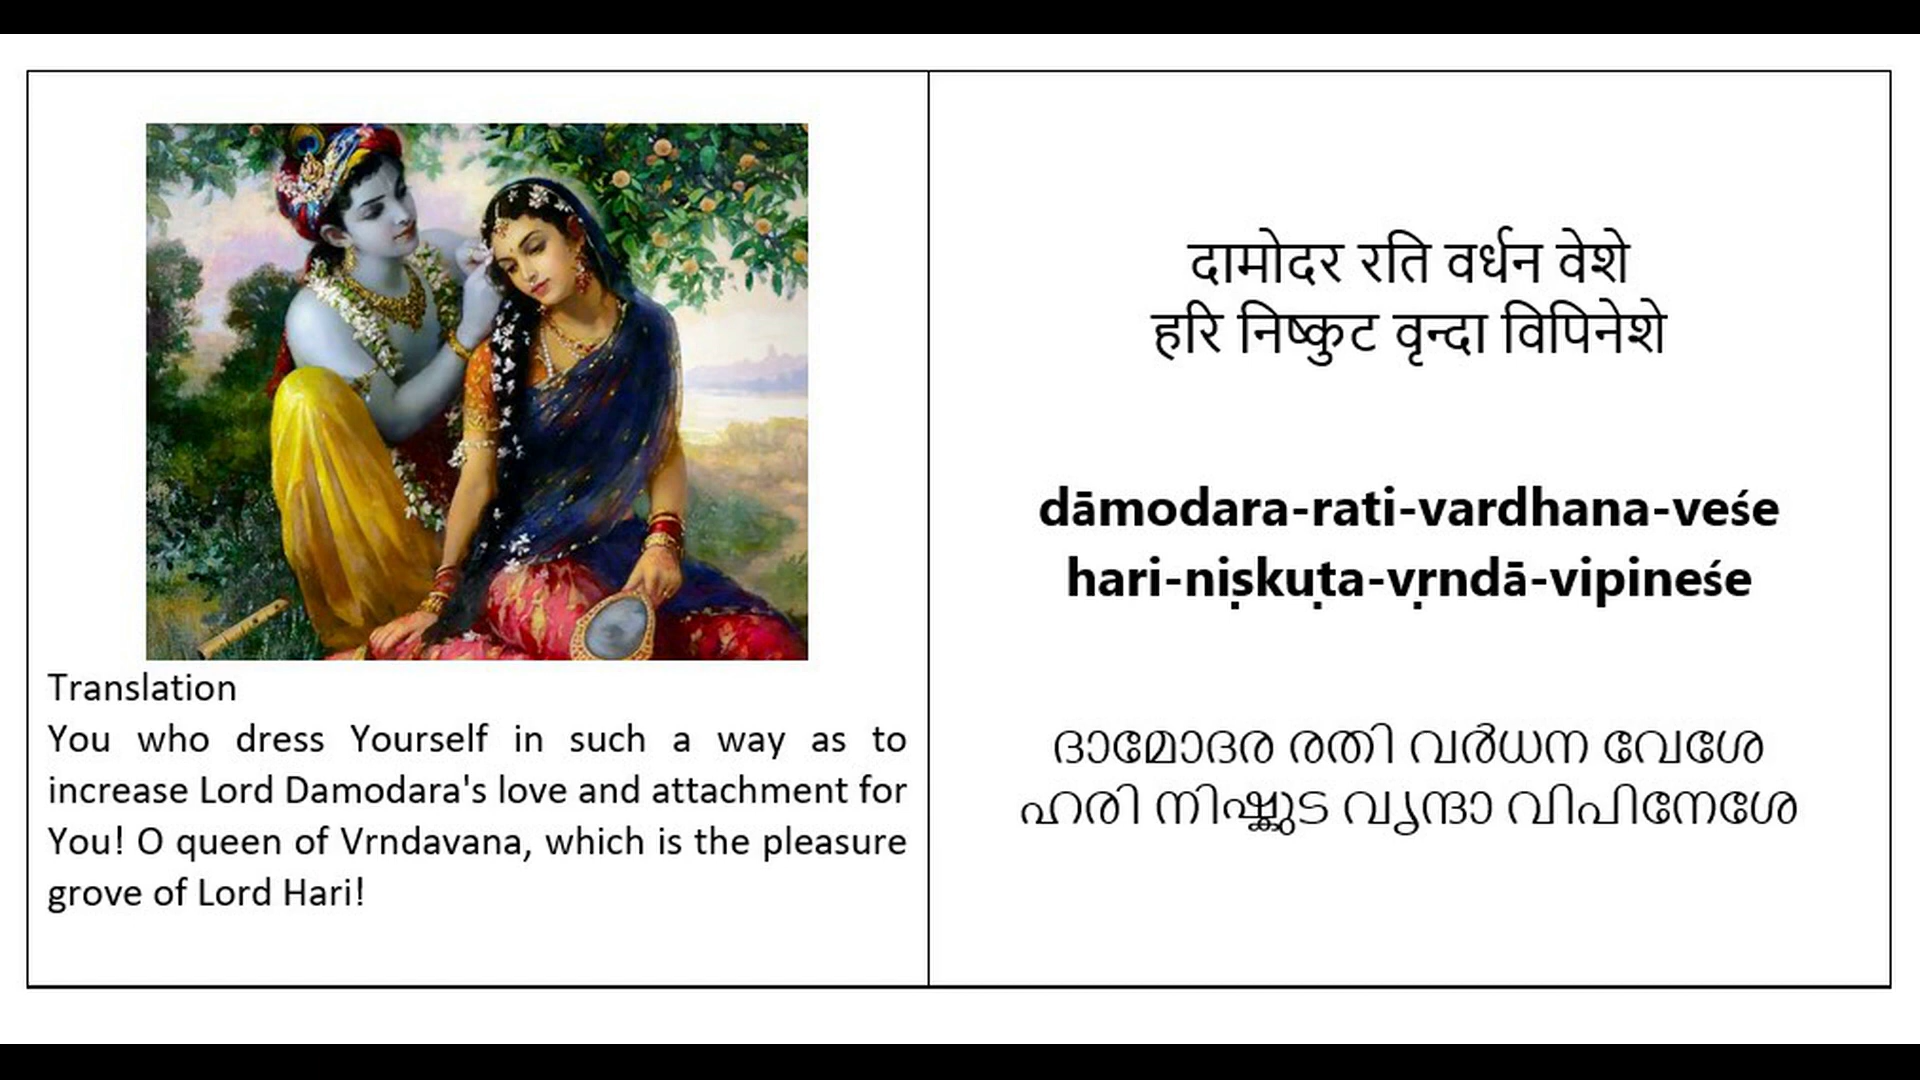 Translation
You who dress Yourself in such a way as to
increase Lord Damodara's love and attachment for
You! O queen of Vrndavana, which is the pleasure
grove of Lord Hari!
दामोदर रति वर्धन वेशे
हरि निष्कुट वृन्दा विपिनेशे
dāmodara-rati-vardhana-veśe
hari-niṣkuṭa-vṛndā-vipineśe
ദാമോദര രതി വർധന വേശേ
ഹരി നിഷ്കുട വൃന്ദാ വിപിനേശേ